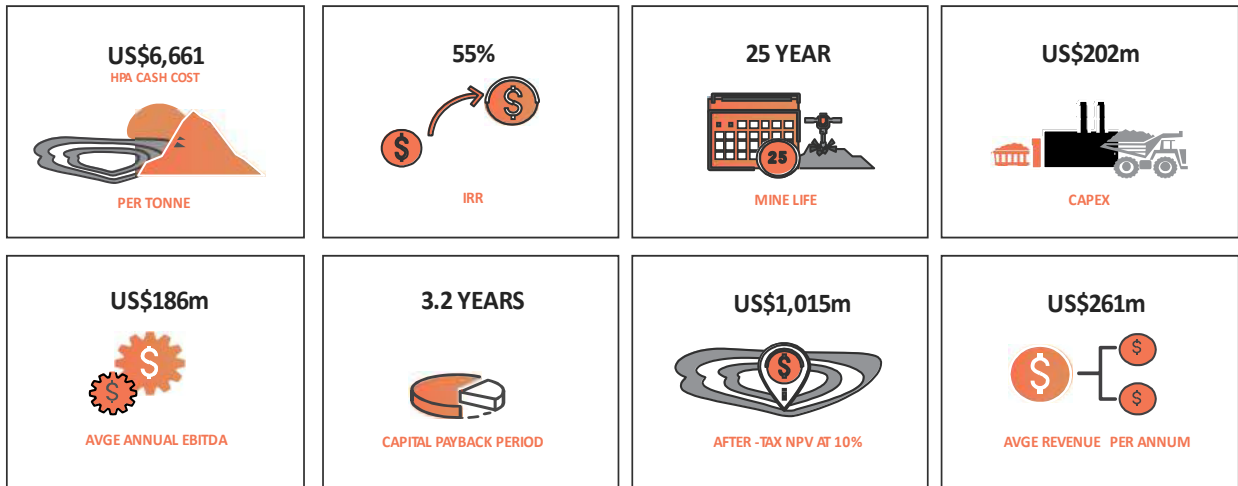 US$6,661
HPA CASH COST
PER TONNE
55%
$
$
IRR
25 YEAR
25
MINE LIFE
US$202m
CAPEX
US$186m
$
$
AVGE ANNUAL EBITDA
3.2 YEARS
CAPITAL PAYBACK PERIOD
US$1,015m
$
AFTER -TAX NPV AT 10%
US$261m
$
$
$
AVGE REVENUE PER ANNUM